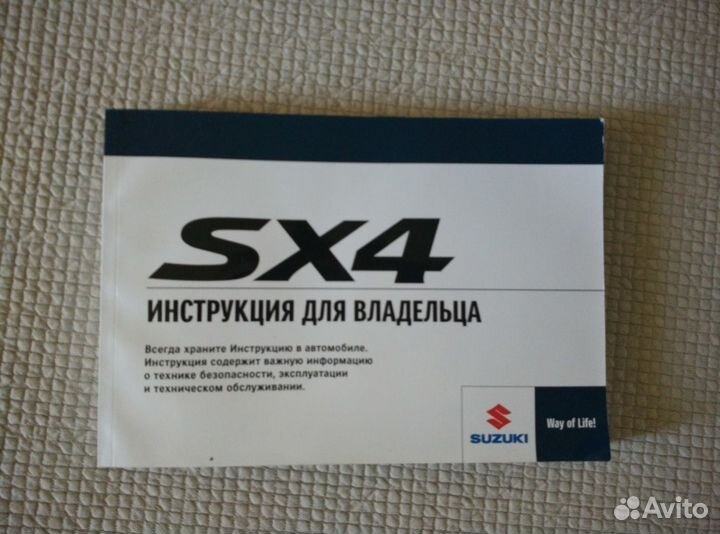 SX4
ИНСТРУКЦИЯ ДЛЯ ВЛАДЕЛЬЦА
Всегда храните Инструкцию в автомобиле.
Инструкция содержит важную информацию
о технике безопасности, эксплуатации
и техническом обслуживании.
SUZUKI
Way of Life!
Avito